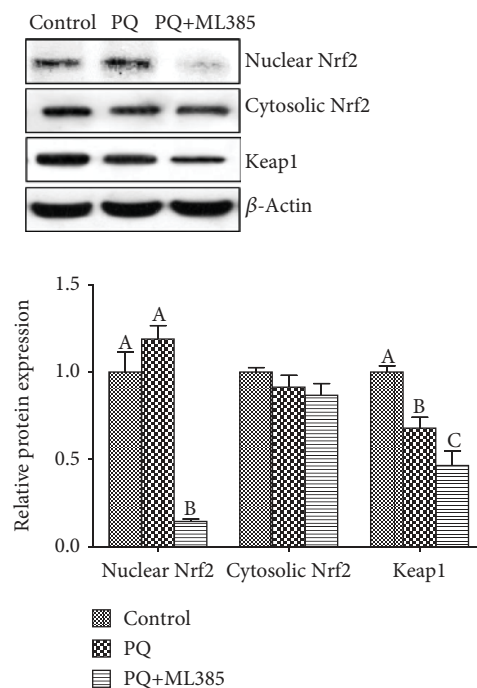 Control PQ PQ+ML385
Nuclear Nrf2
Cytosolic Nrf2
Keap1
β-Actin
Relative protein expression
1.5
1.0
0.5
0.0
A
A
B
A
B
C
Nuclear Nrf2 Cytosolic Nrf2 Keap1
Control
PQ
PQ+ML385